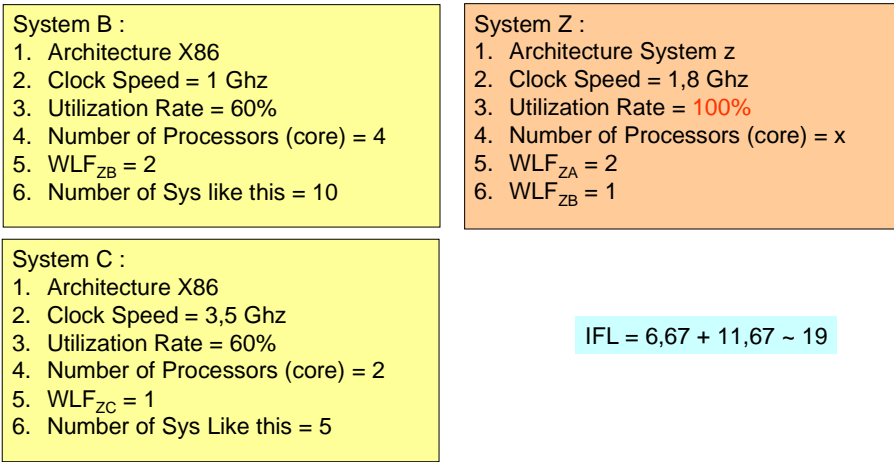 System B :
1. Architecture X86
2. Clock Speed = 1 Ghz
3. Utilization Rate = 60%
4. Number of Processors (core) = 4
5. WLF_ZB = 2
6. Number of Sys like this = 10
System Z :
1. Architecture System z
2. Clock Speed = 1,8 Ghz
3. Utilization Rate = 100%
4. Number of Processors (core) = x
5. WLF_ZA = 2
6. WLF_ZB = 1
System C :
1. Architecture X86
2. Clock Speed = 3,5 Ghz
3. Utilization Rate = 60%
4. Number of Processors (core) = 2
5. WLF_ZC = 1
6. Number of Sys Like this = 5
IFL = 6,67 + 11,67 ~ 19